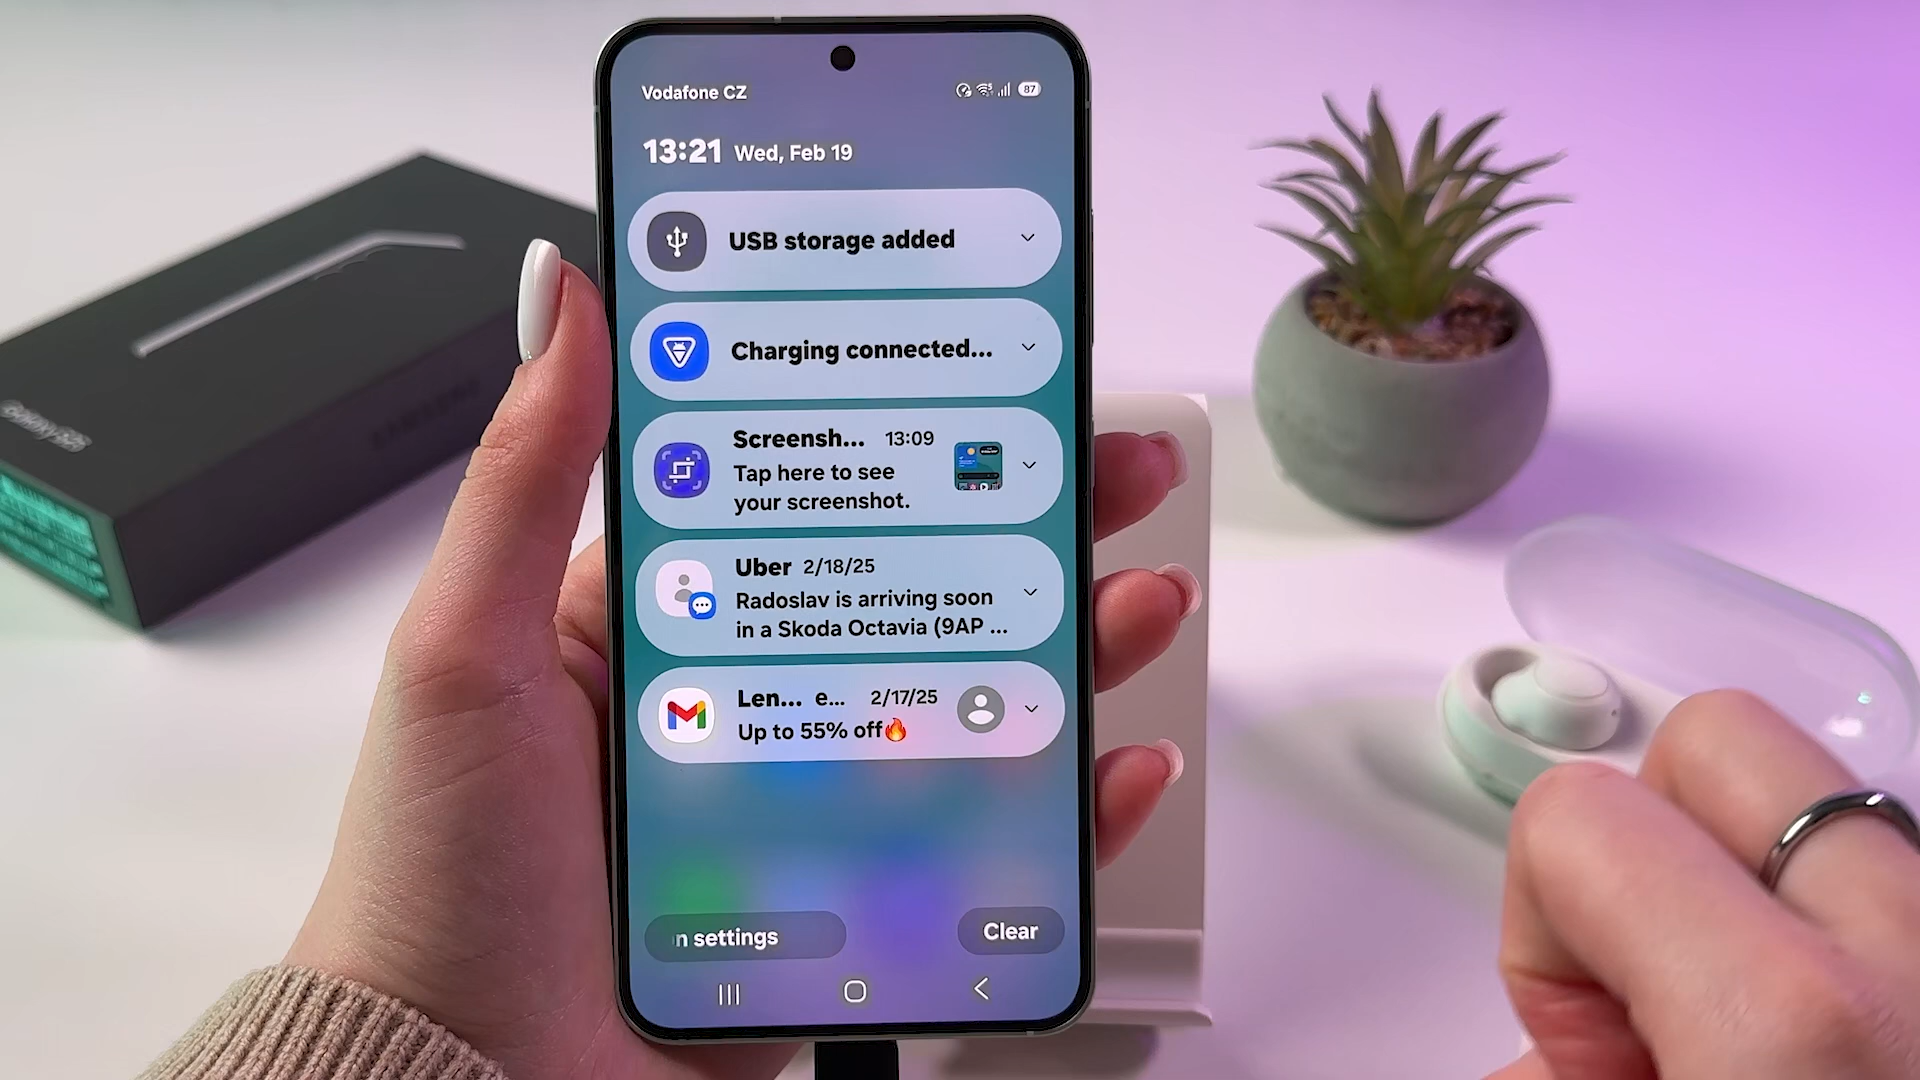 Vodafone CZ
87
13:21 Wed, Feb 19
USB storage added
Charging connected...
Screensh... 13:09
Tap here to see
your screenshot.
Uber 2/18/25
Radoslav is arriving soon
in a Skoda Octavia (9AP ...
Len... e... 2/17/25
Up to 55% off🔥
n settings
Clear
Galaxy S25